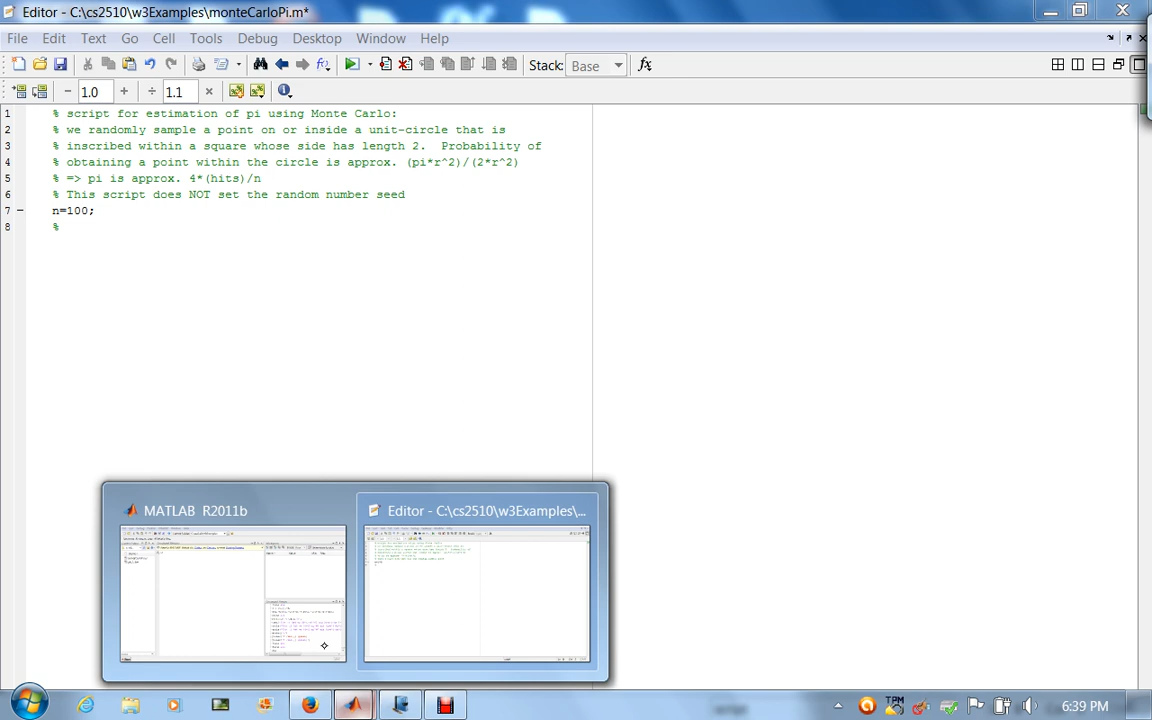 Editor - C:\cs2510\w3Examples\monteCarloPi.m*
File Edit Text Go Cell Tools Debug Desktop Window Help
Stack: Base fx
1.0 1.1
1 % script for estimation of pi using Monte Carlo:
2 % we randomly sample a point on or inside a unit-circle that is
3 % inscribed within a square whose side has length 2. Probability of
4 % obtaining a point within the circle is approx. (pi*r^2)/(2*r^2)
5 % => pi is approx. 4*(hits)/n
6 % This script does NOT set the random number seed
7 n=100;
8 %
MATLAB R2011b
Editor - C:\cs2510\w3Examples\...
6:39 PM